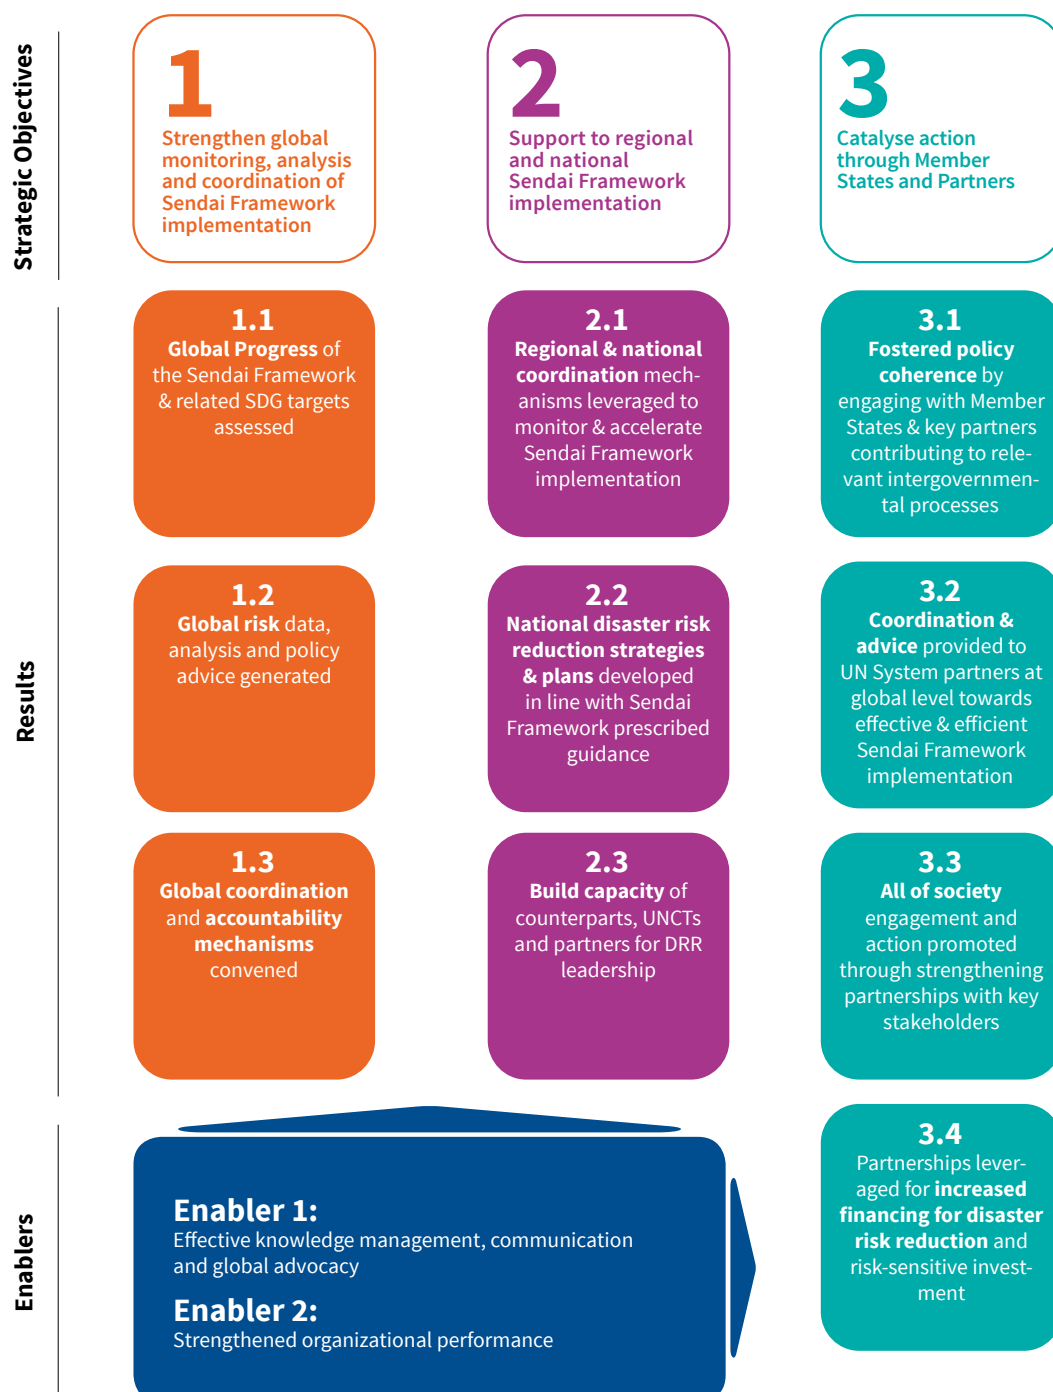 Strategic Objectives
1
Strengthen global
monitoring, analysis
and coordination of
Sendai Framework
implementation
2
Support to regional
and national
Sendai Framework
implementation
3
Catalyse action
through Member
States and Partners
Results
1.1
Global Progress of
the Sendai Framework
& related SDG targets
assessed
2.1
Regional & national
coordination mech-
anisms leveraged to
monitor & accelerate
Sendai Framework
implementation
3.1
Fostered policy
coherence by
engaging with Member
States & key partners
contributing to rele-
vant intergovernmen-
tal processes
1.2
Global risk data,
analysis and policy
advice generated
2.2
National disaster risk
reduction strategies
& plans developed
in line with Sendai
Framework prescribed
guidance
3.2
Coordination &
advice provided to
UN System partners at
global level towards
effective & efficient
Sendai Framework
implementation
1.3
Global coordination
and accountability
mechanisms
convened
2.3
Build capacity of
counterparts, UNCTs
and partners for DRR
leadership
3.3
All of society
engagement and
action promoted
through strengthening
partnerships with key
stakeholders
Enablers
Enabler 1:
Effective knowledge management, communication
and global advocacy
Enabler 2:
Strengthened organizational performance
3.4
Partnerships lever-
aged for increased
financing for disaster
risk reduction and
risk-sensitive invest-
ment